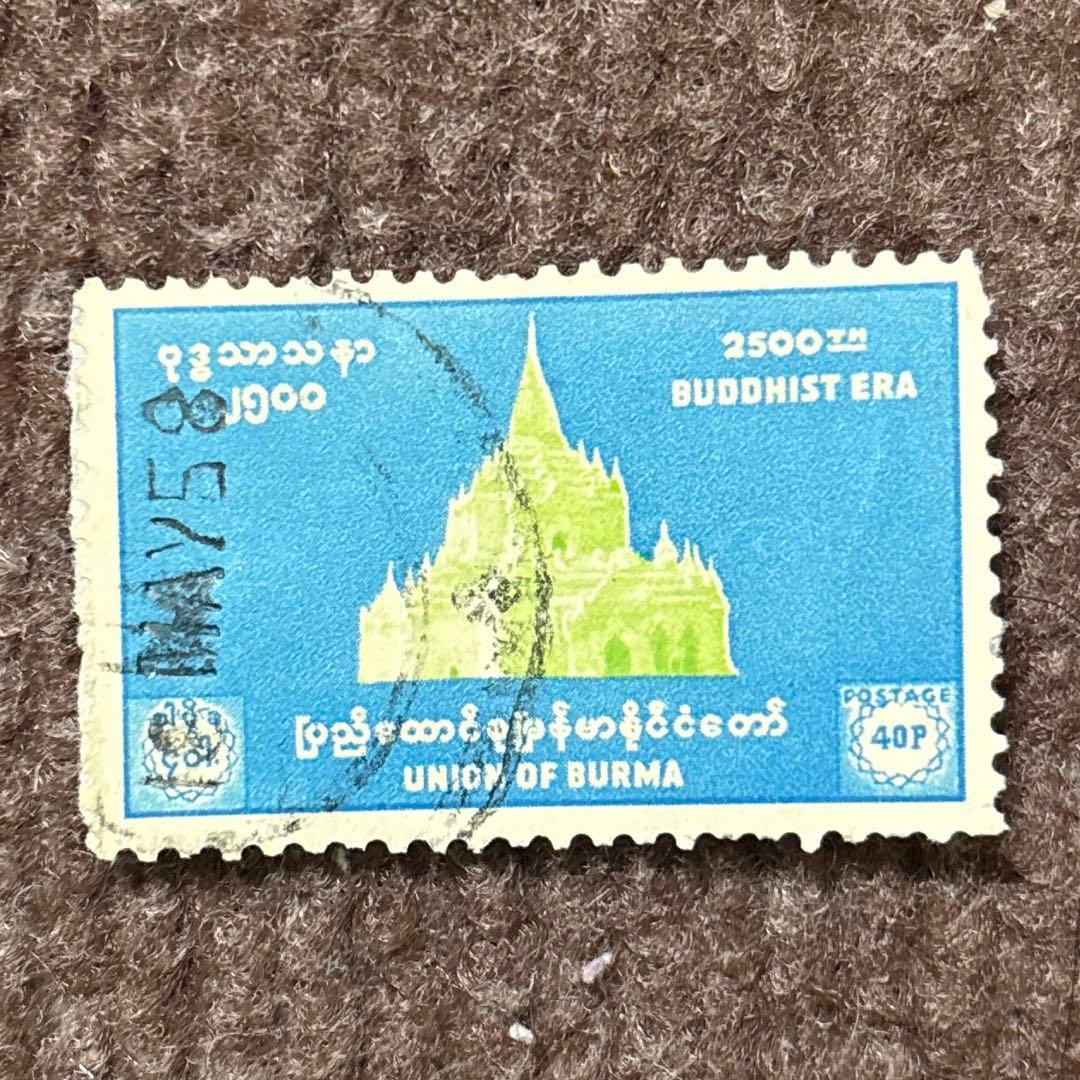 ဗုဒ္ဓသာသနာ
၂၅၀၀
2500TH
BUDDHIST ERA
MAY 58
ပြည်ထောင်စုမြန်မာနိုင်ငံတော်
UNION OF BURMA
POSTAGE
40P